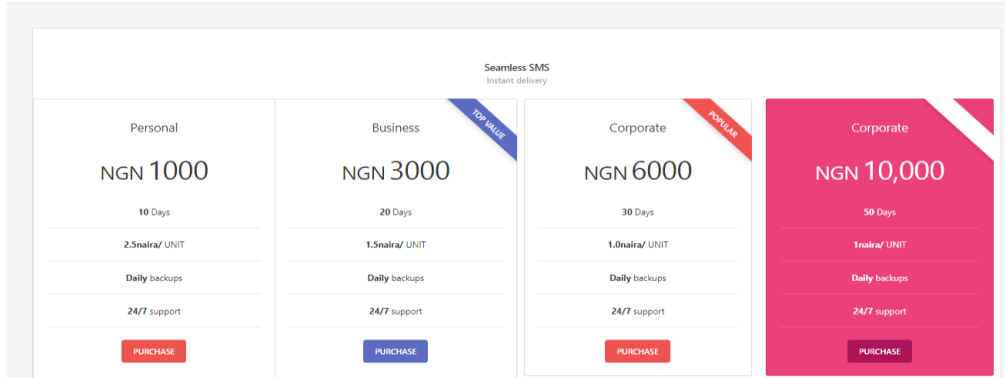 Seamless SMS
Instant delivery
Personal
NGN 1000
10 Days
2.5naira/ UNIT
Daily backups
24/7 support
PURCHASE
TOP VALUE
Business
NGN 3000
20 Days
1.5naira/ UNIT
Daily backups
24/7 support
PURCHASE
POPULAR
Corporate
NGN 6000
30 Days
1.0naira/ UNIT
Daily backups
24/7 support
PURCHASE
Corporate
NGN 10,000
50 Days
1naira/ UNIT
Daily backups
24/7 support
PURCHASE